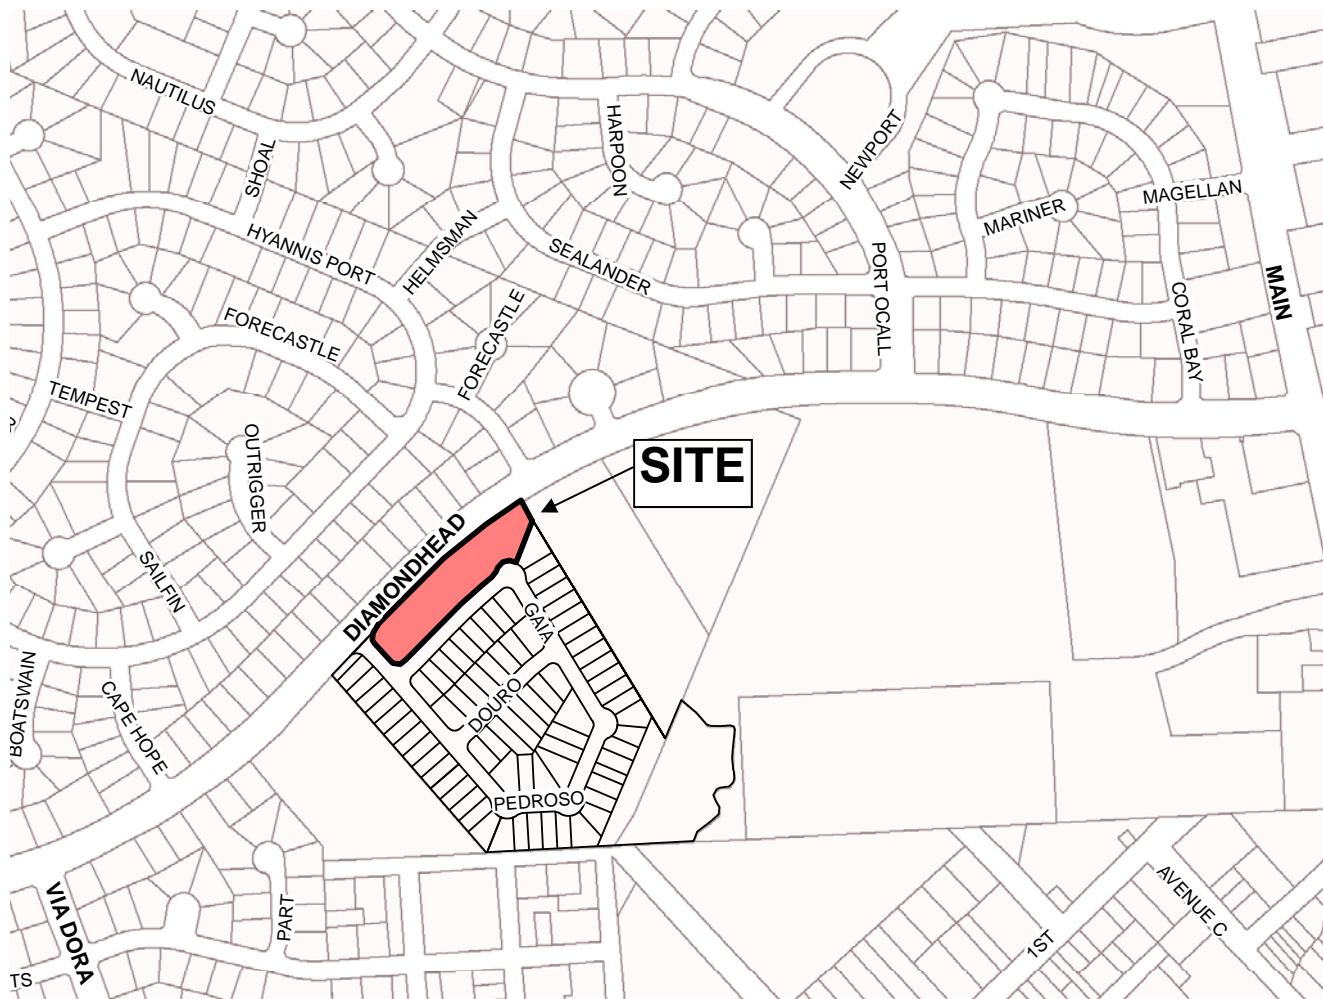 NAUTILUS
SHOAL
HARPOON
NEWPORT
MAGELLAN
MARINER
HYANNIS PORT
HELMSMAN
SEALANDER
PORT OCALL
MAIN
CORAL BAY
FORECASTLE
FORECASTLE
TEMPEST
OUTRIGGER
SITE
DIAMONDHEAD
SAILFIN
GAIA
BOATSWAIN
CAPE HOPE
DOURO
PEDROSO
VIA DORA
PART
AVENUE C
1ST
TS